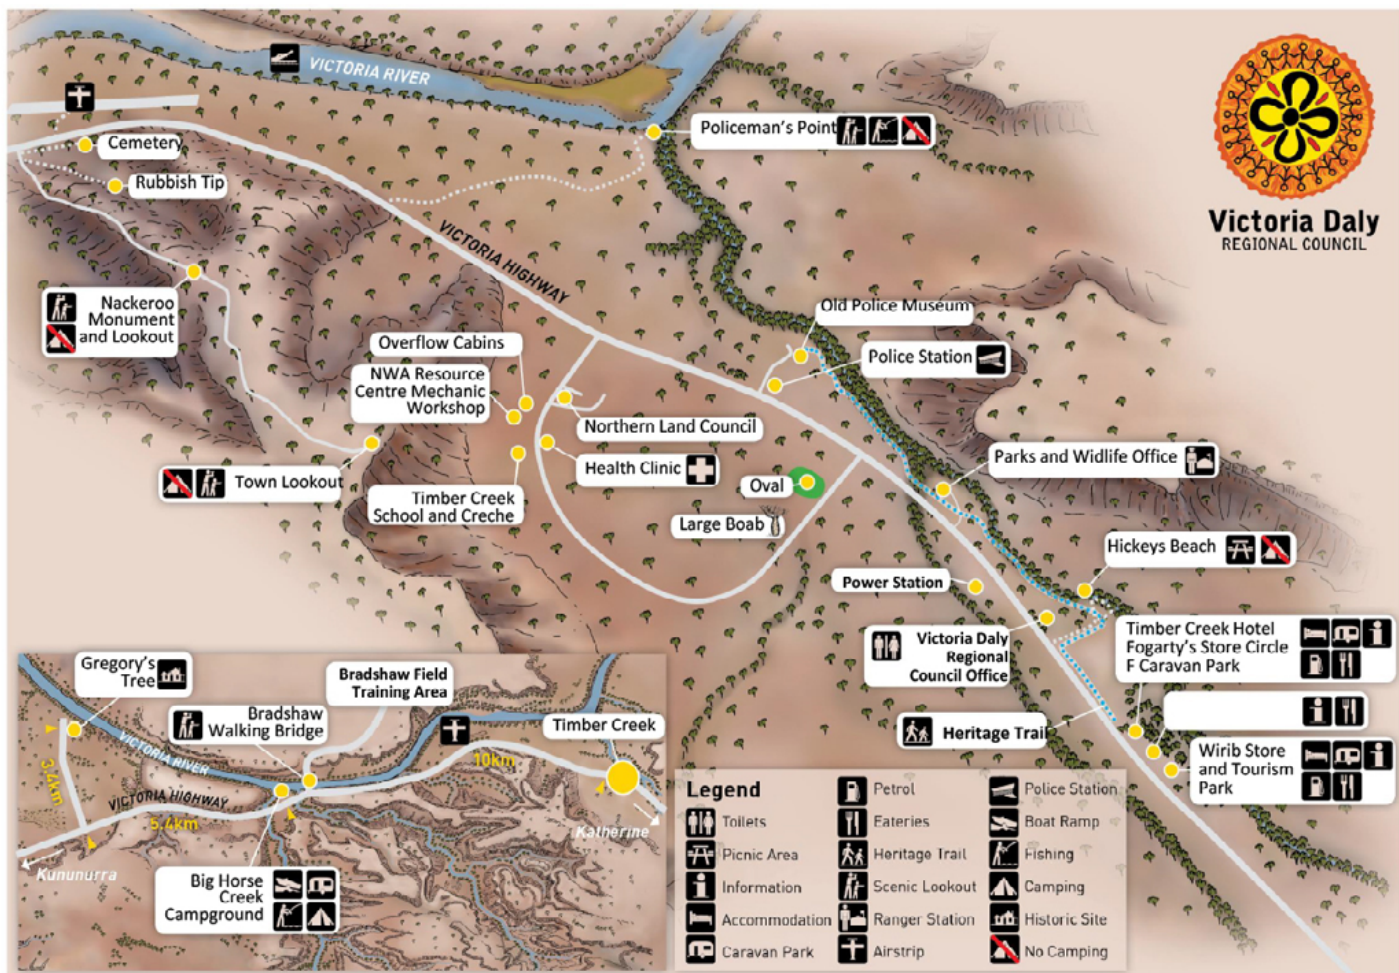 VICTORIA RIVER
Policeman's Point
Cemetery
Rubbish Tip
VICTORIA HIGHWAY
Victoria Daly
REGIONAL COUNCIL
Nackeroo
Monument
and Lookout
Old Police Museum
Police Station
Overflow Cabins
NWA Resource
Centre Mechanic
Workshop
Northern Land Council
Health Clinic
Town Lookout
Timber Creek
School and Creche
Oval
Large Boab
Parks and Widlife Office
Hickeys Beach
Power Station
Victoria Daly
Regional
Council Office
Timber Creek Hotel
Fogarty's Store Circle
F Caravan Park
Heritage Trail
Wirib Store
and Tourism
Park
Gregory's
Tree
Bradshaw Field
Training Area
Bradshaw
Walking Bridge
Timber Creek
VICTORIA RIVER
3.4km
VICTORIA HIGHWAY
5.4km
10km
Katherine
Kununurra
Big Horse
Creek
Campground
Legend
Toilets
Picnic Area
Information
Accommodation
Caravan Park
Petrol
Eateries
Heritage Trail
Scenic Lookout
Ranger Station
Airstrip
Police Station
Boat Ramp
Fishing
Camping
Historic Site
No Camping